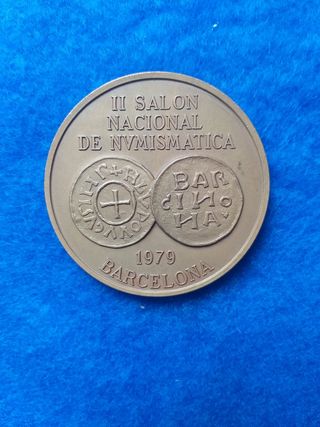 II SALON
NACIONAL
DE NVMISMATICA
BAR
CINO
NA
1979
BARCELONA